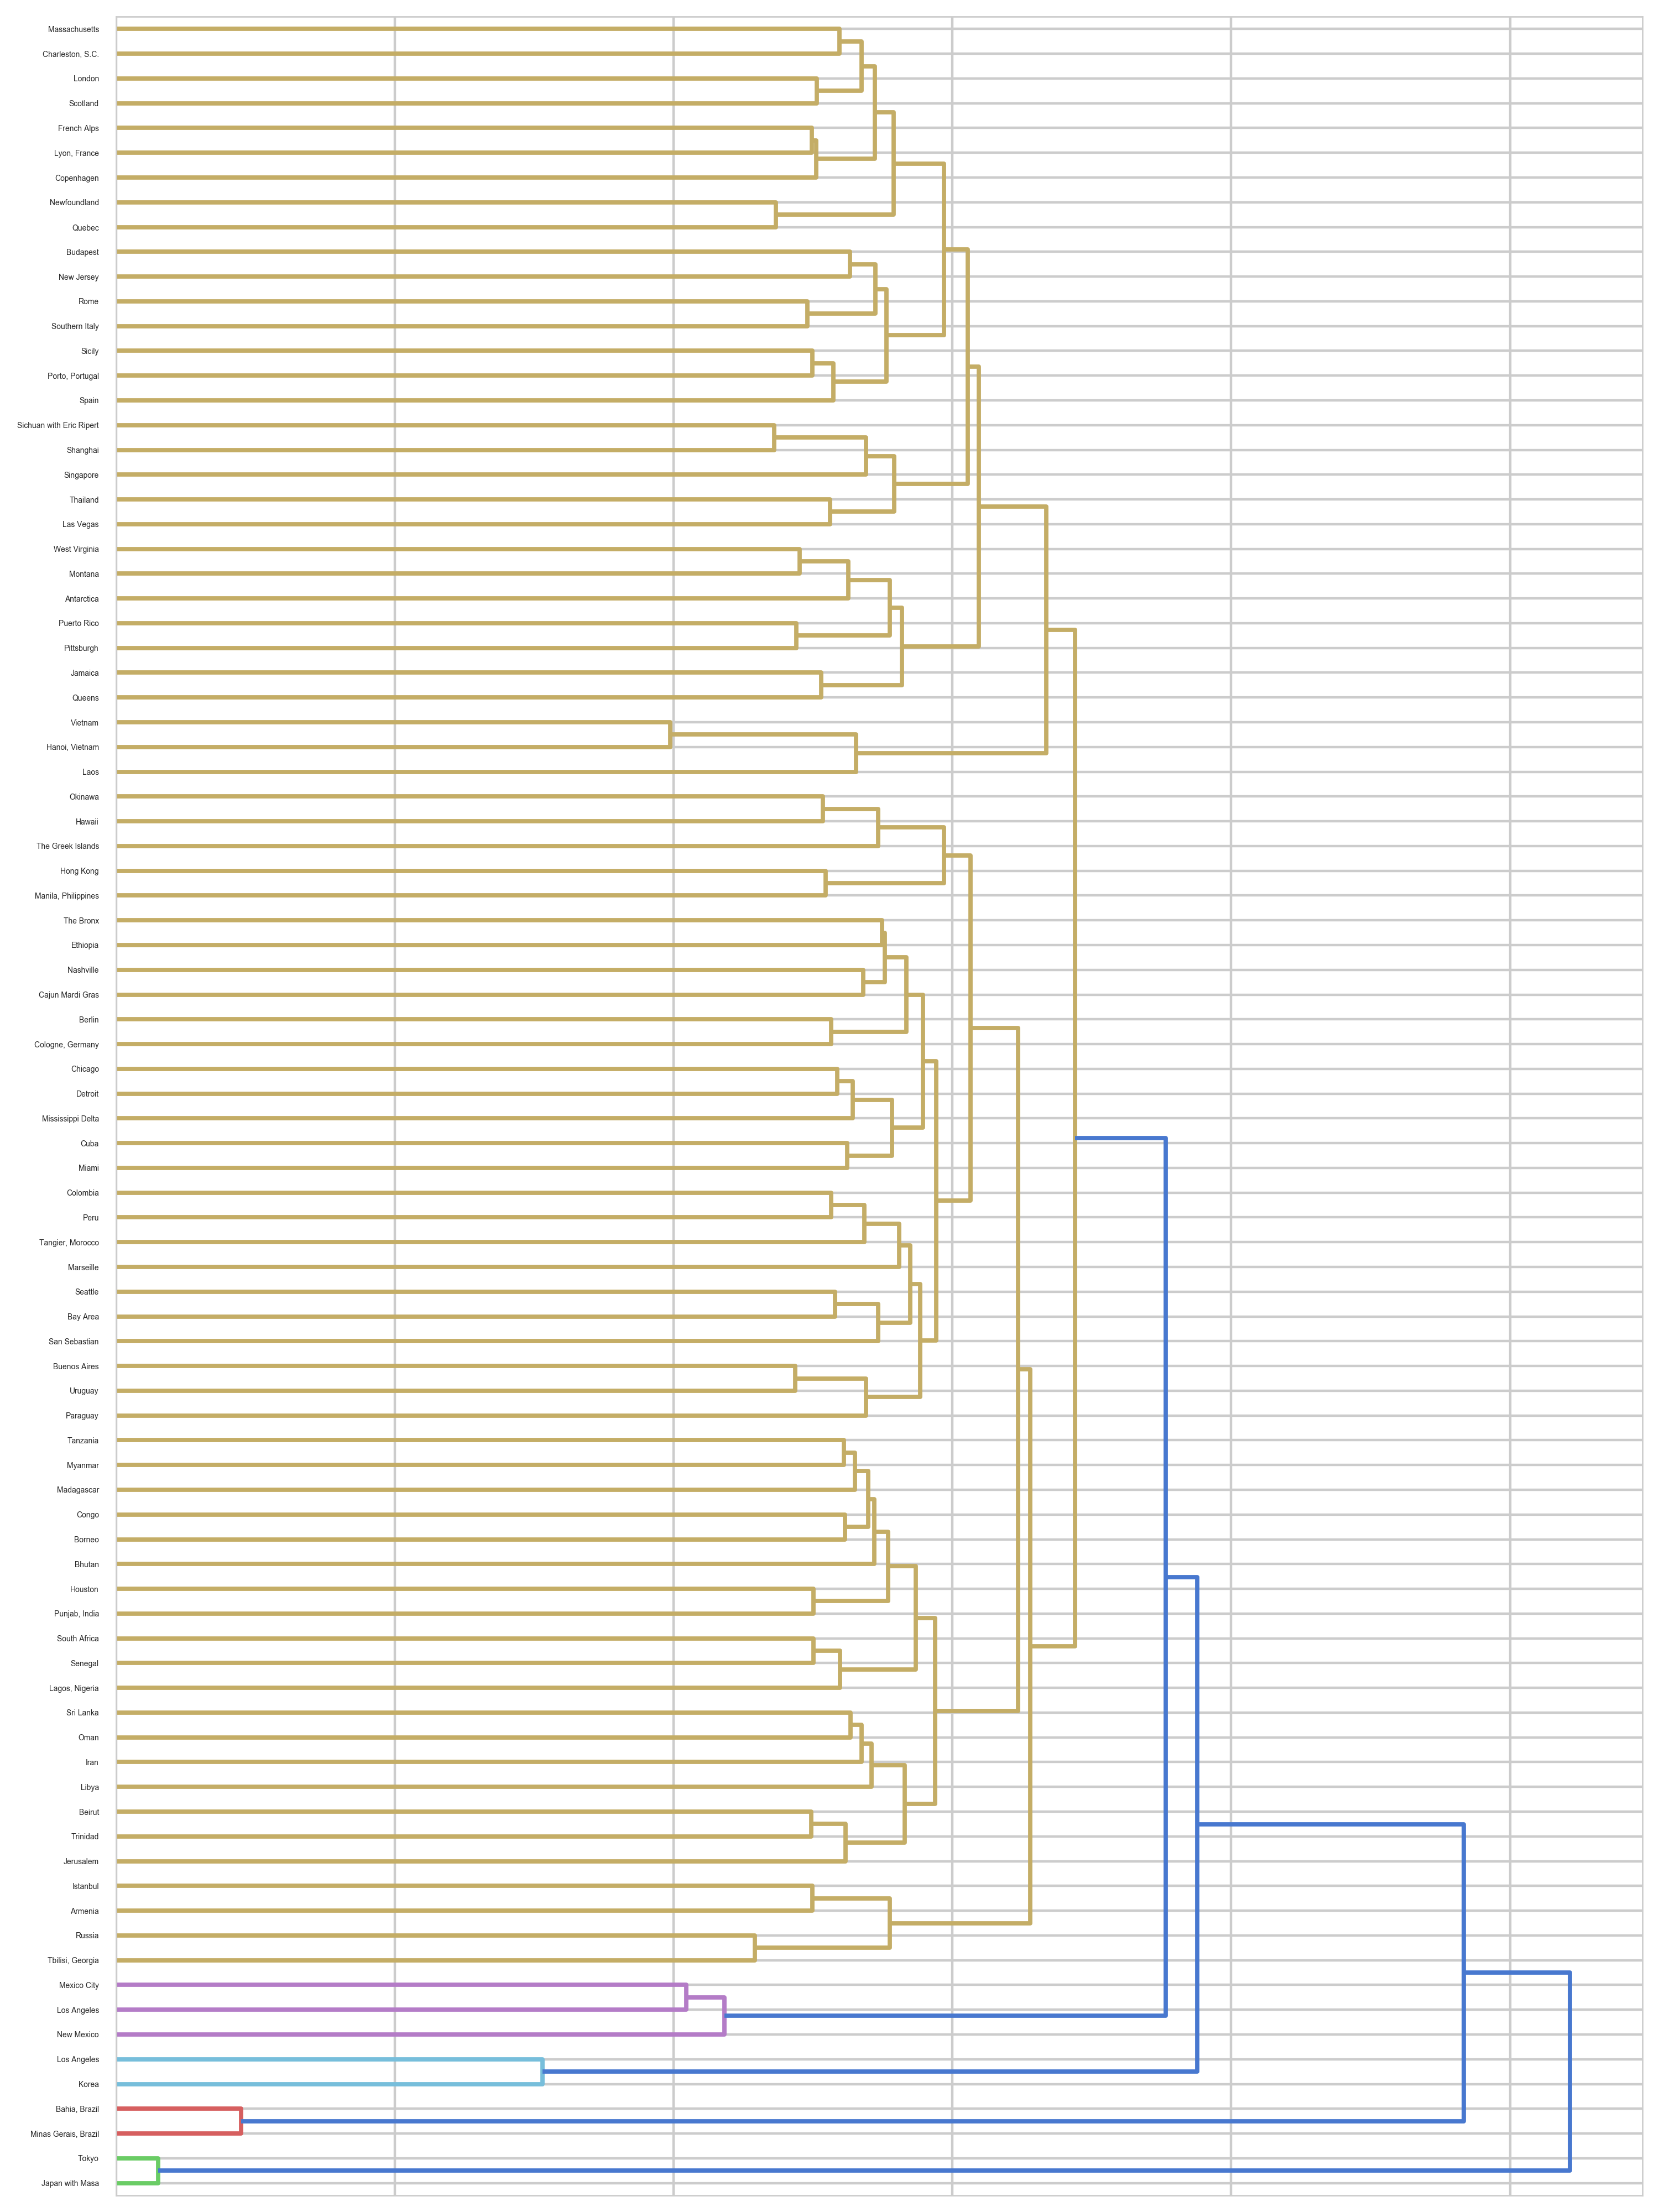 Massachusetts
Charleston, S.C.
London
Scotland
French Alps
Lyon, France
Copenhagen
Newfoundland
Quebec
Budapest
New Jersey
Rome
Southern Italy
Sicily
Porto, Portugal
Spain
Sichuan with Eric Ripert
Shanghai
Singapore
Thailand
Las Vegas
West Virginia
Montana
Antarctica
Puerto Rico
Pittsburgh
Jamaica
Queens
Vietnam
Hanoi, Vietnam
Laos
Okinawa
Hawaii
The Greek Islands
Hong Kong
Manila, Philippines
The Bronx
Ethiopia
Nashville
Cajun Mardi Gras
Berlin
Cologne, Germany
Chicago
Detroit
Mississippi Delta
Cuba
Miami
Colombia
Peru
Tangier, Morocco
Marseille
Seattle
Bay Area
San Sebastian
Buenos Aires
Uruguay
Paraguay
Tanzania
Myanmar
Madagascar
Congo
Borneo
Bhutan
Houston
Punjab, India
South Africa
Senegal
Lagos, Nigeria
Sri Lanka
Oman
Iran
Libya
Beirut
Trinidad
Jerusalem
Istanbul
Armenia
Russia
Tbilisi, Georgia
Mexico City
Los Angeles
New Mexico
Los Angeles
Korea
Bahia, Brazil
Minas Gerais, Brazil
Tokyo
Japan with Masa